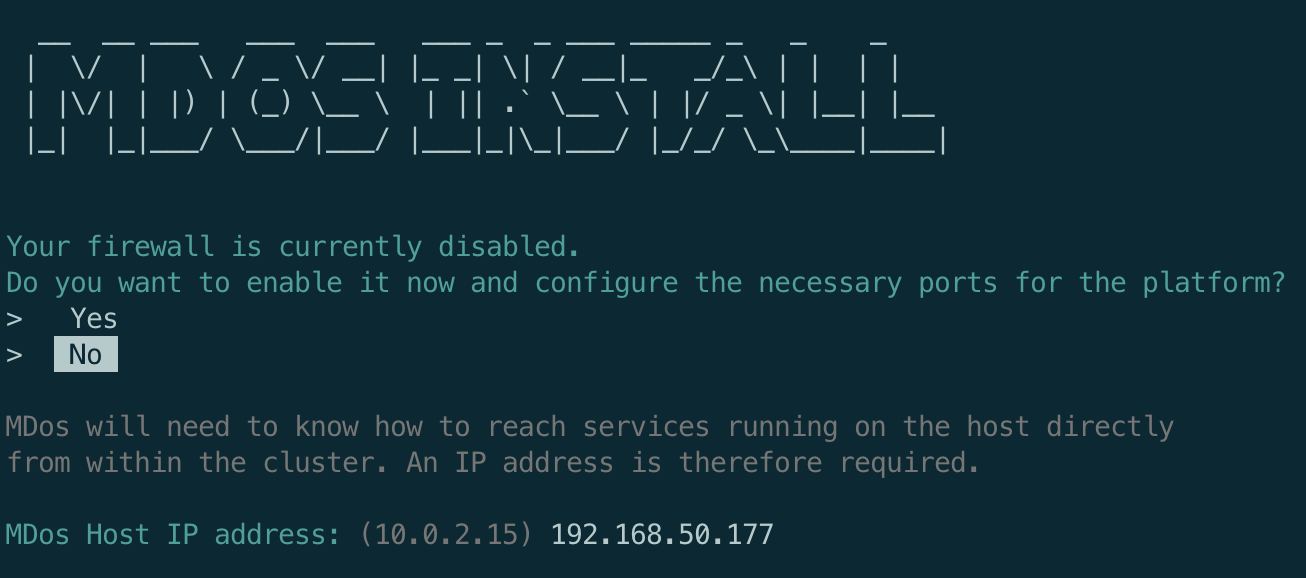 MDOS INSTALL
Your firewall is currently disabled.
Do you want to enable it now and configure the necessary ports for the platform?
> Yes
> No
MDos will need to know how to reach services running on the host directly
from within the cluster. An IP address is therefore required.
MDos Host IP address: (10.0.2.15) 192.168.50.177